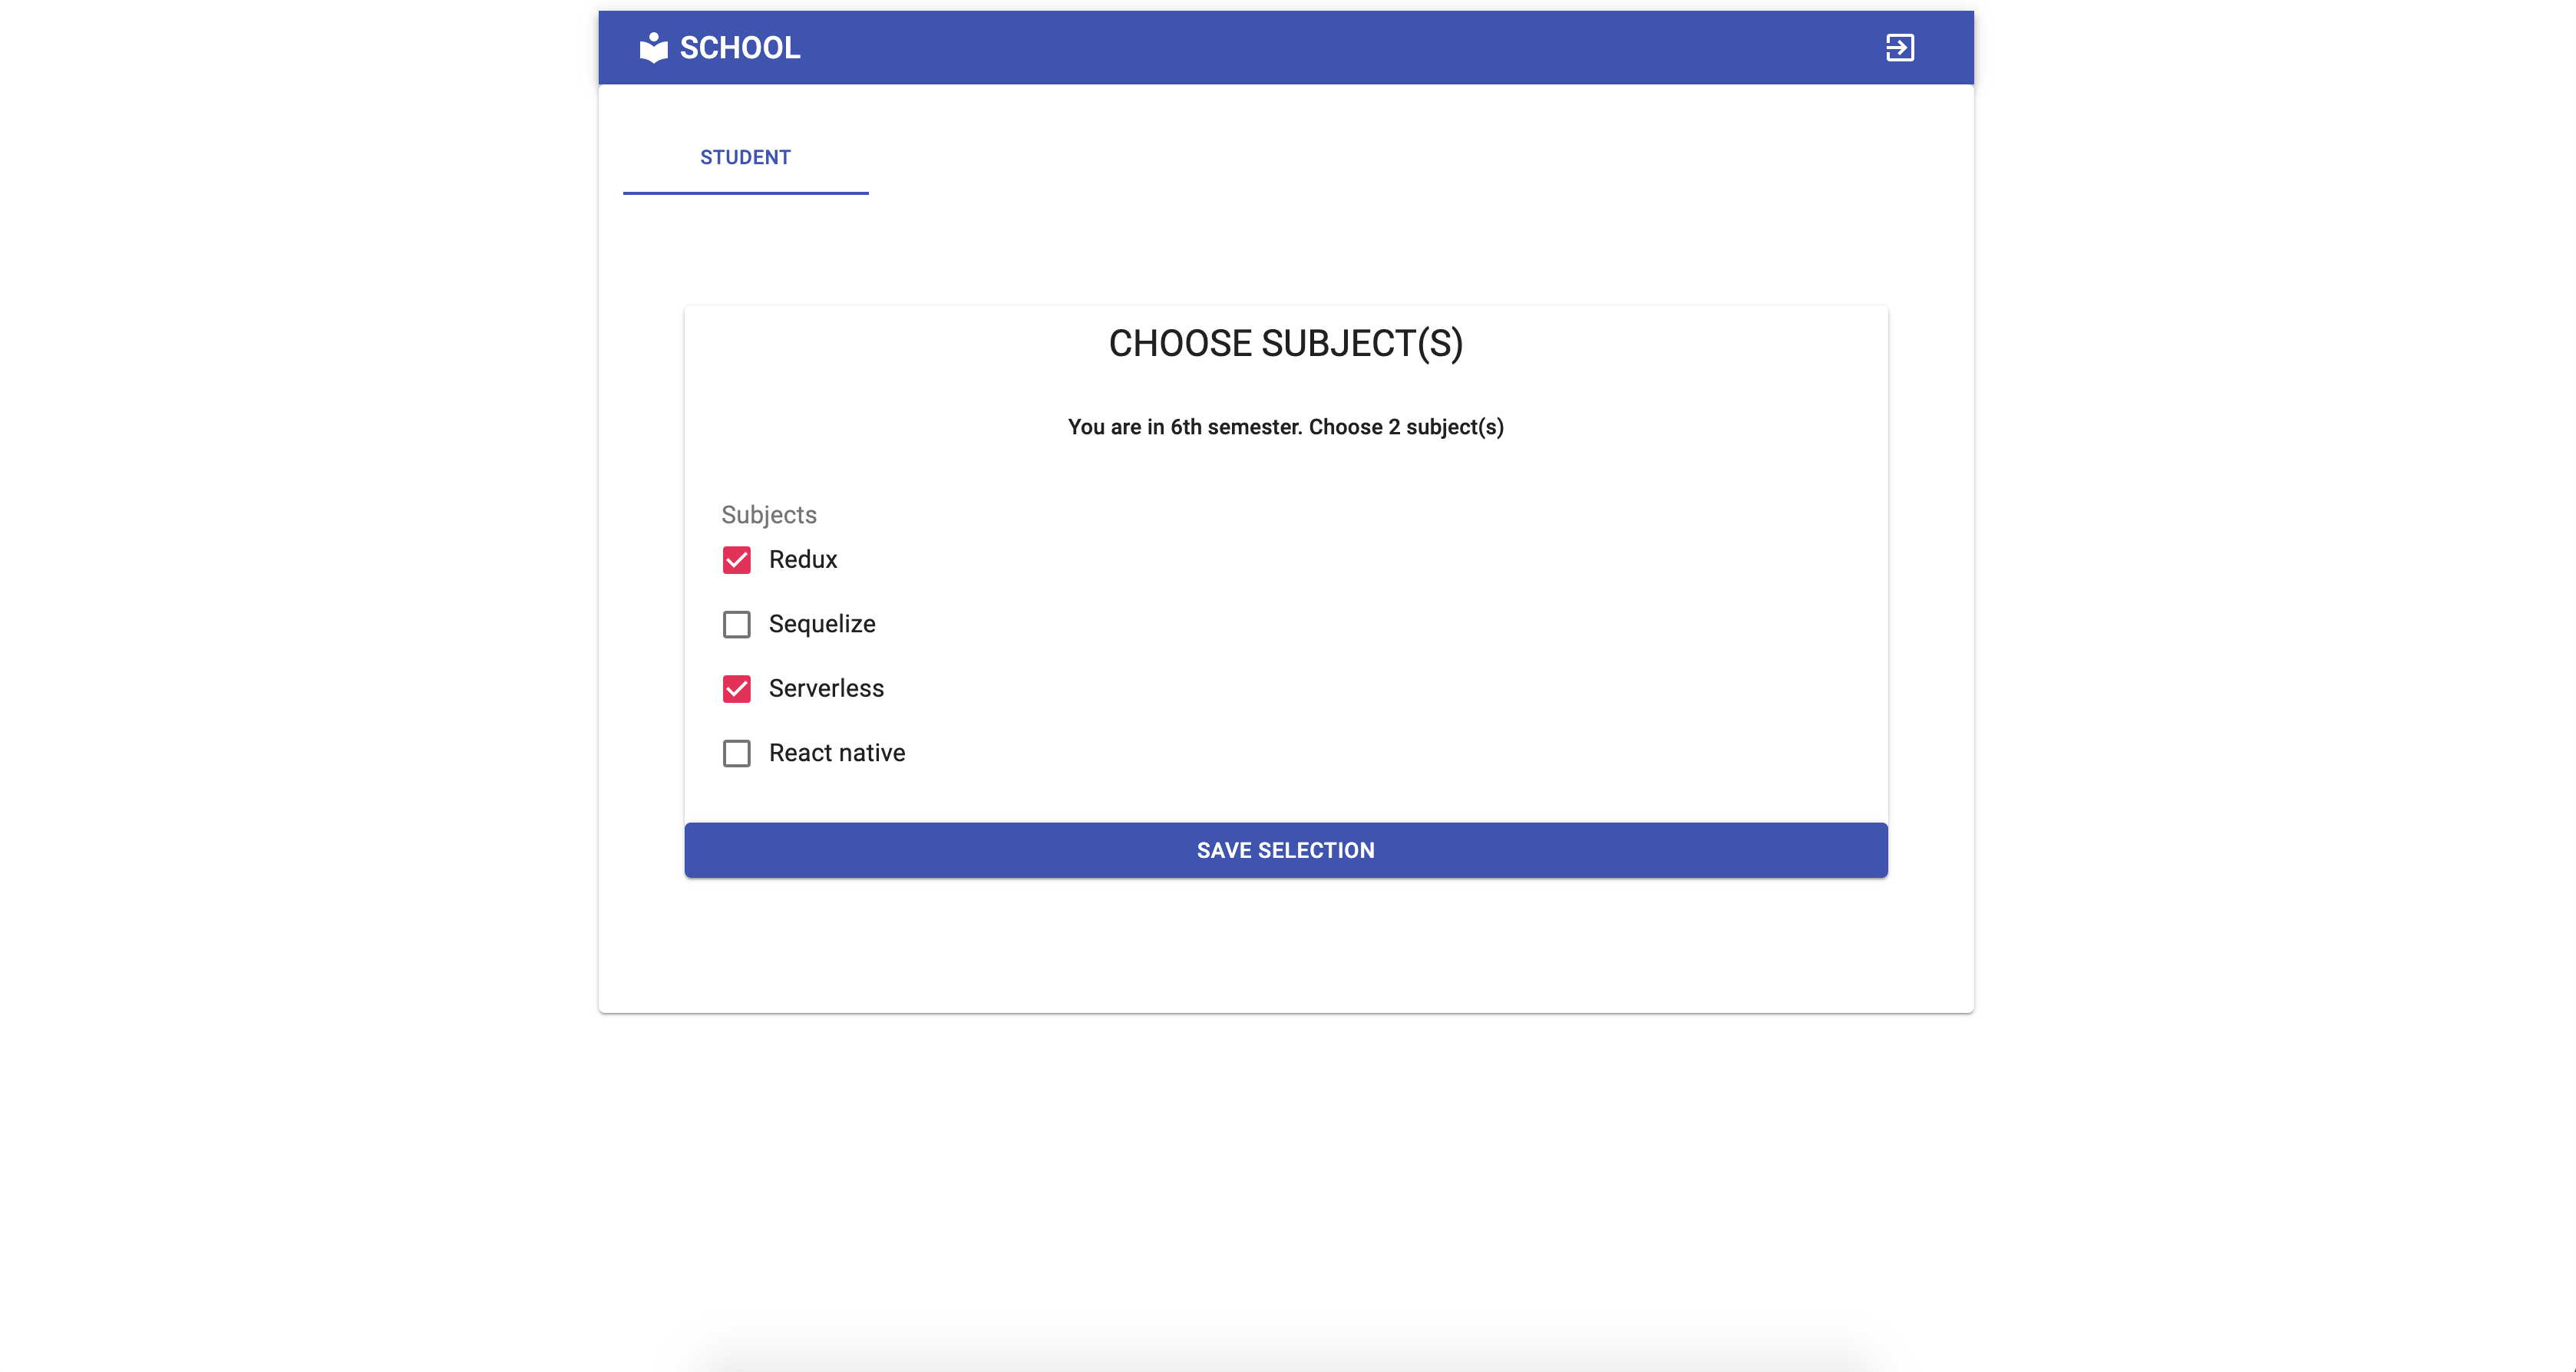 SCHOOL
STUDENT
CHOOSE SUBJECT(S)
You are in 6th semester. Choose 2 subject(s)
Subjects
Redux
Sequelize
Serverless
React native
SAVE SELECTION